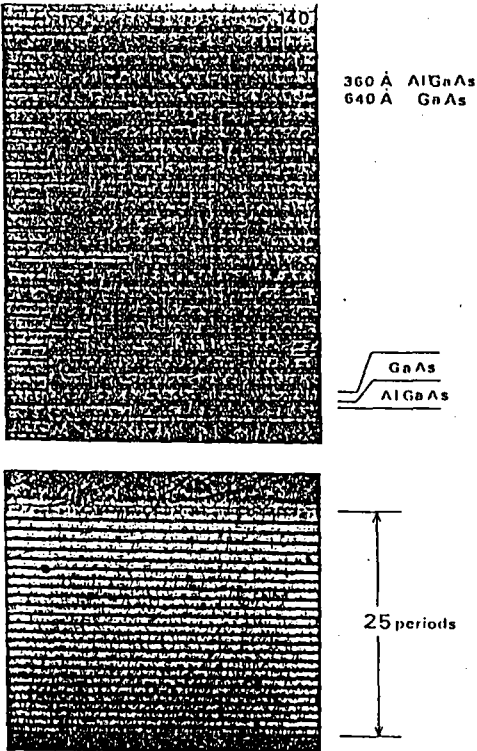 140
360 Å AlGaAs
640 Å GaAs
GaAs
AlGaAs
25 periods